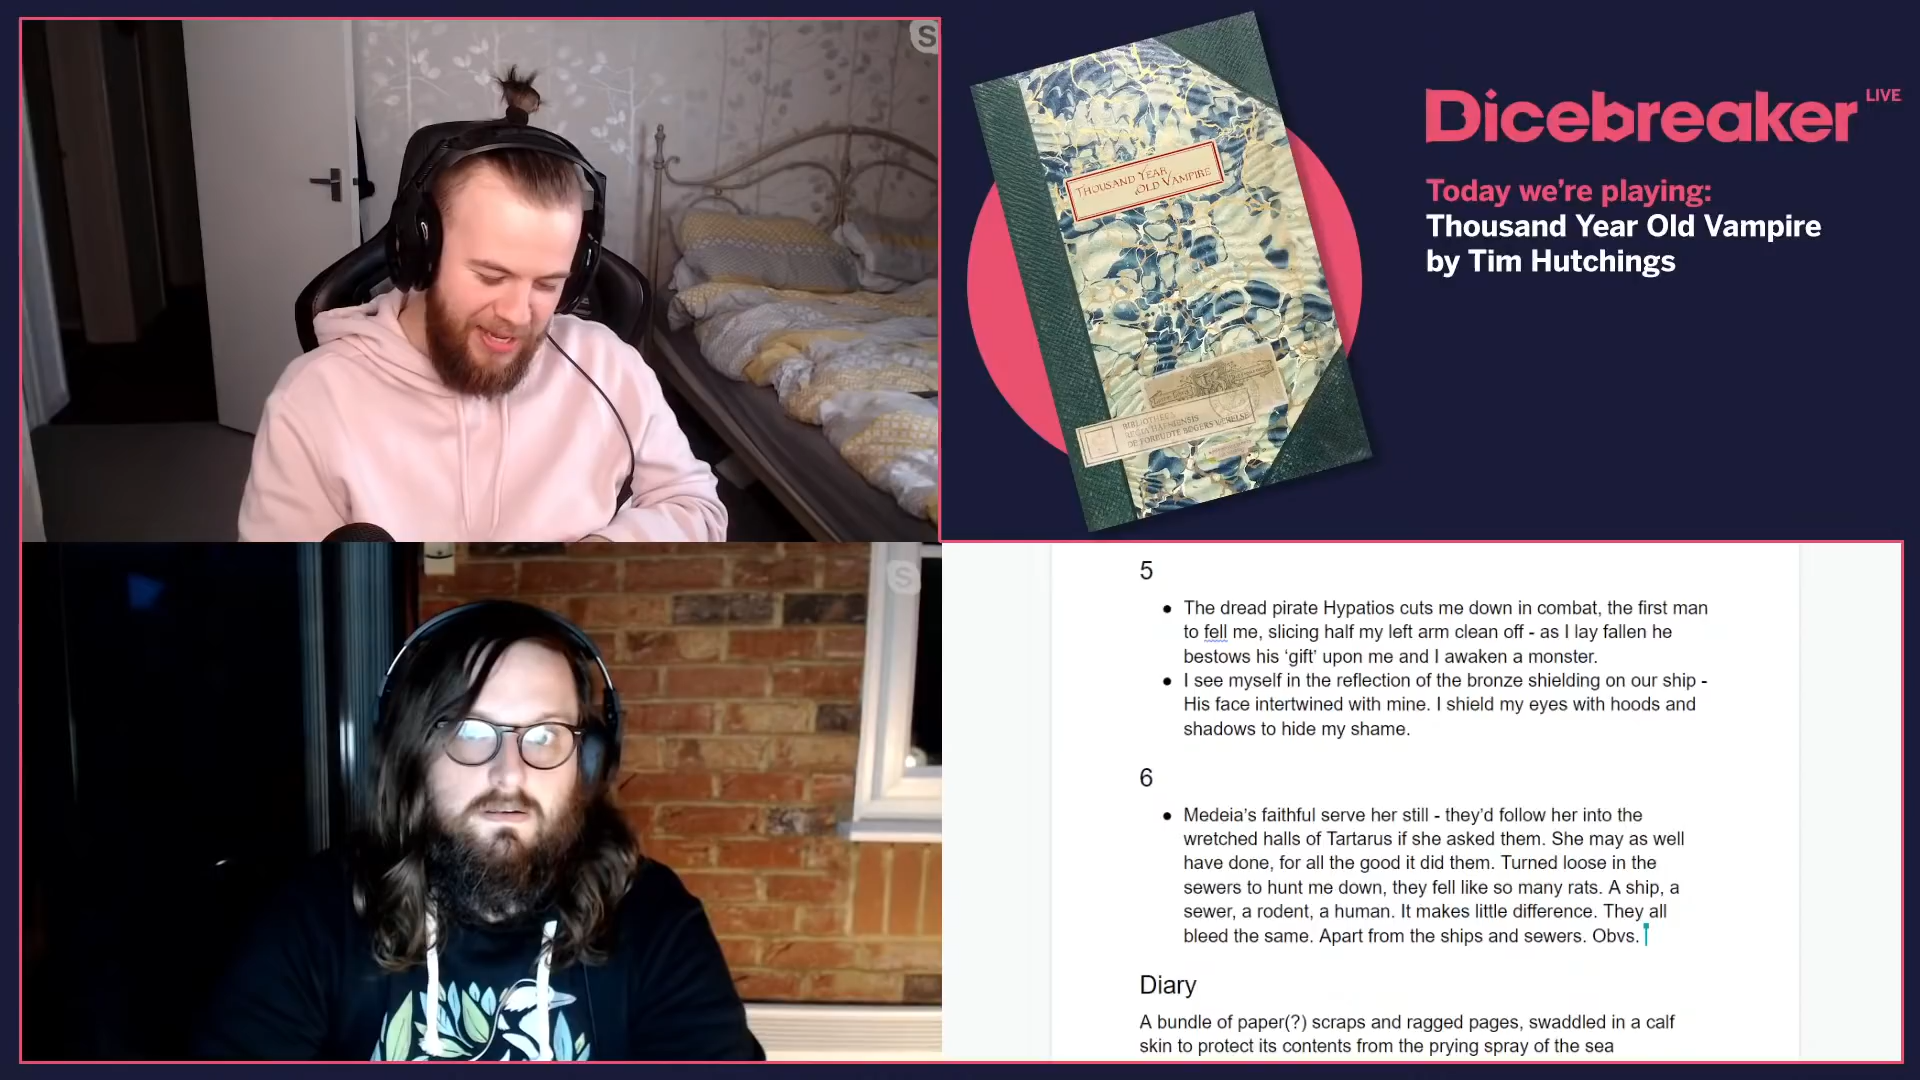 S
THOUSAND YEAR
OLD VAMPIRE
BIBLIOTHECA
REGIA HAFNIENSIS
DE FORBUDTE BOGERS VÆRELSE
Dicebreaker LIVE
Today we're playing:
Thousand Year Old Vampire
by Tim Hutchings
S
5
● The dread pirate Hypatios cuts me down in combat, the first man
to fell me, slicing half my left arm clean off - as I lay fallen he
bestows his ‘gift’ upon me and I awaken a monster.
● I see myself in the reflection of the bronze shielding on our ship -
His face intertwined with mine. I shield my eyes with hoods and
shadows to hide my shame.
6
● Medeia’s faithful serve her still - they’d follow her into the
wretched halls of Tartarus if she asked them. She may as well
have done, for all the good it did them. Turned loose in the
sewers to hunt me down, they fell like so many rats. A ship, a
sewer, a rodent, a human. It makes little difference. They all
bleed the same. Apart from the ships and sewers. Obvs.
Diary
A bundle of paper(?) scraps and ragged pages, swaddled in a calf
skin to protect its contents from the prying spray of the sea